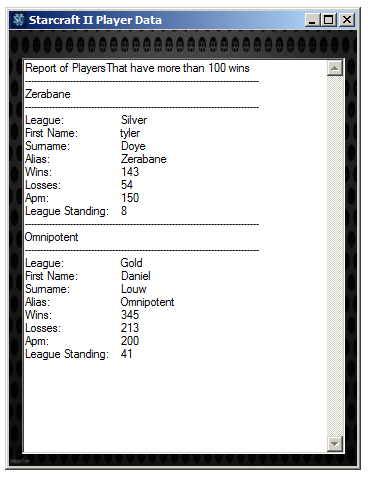 Starcraft II Player Data
Report of PlayersThat have more than 100 wins
Zerabane
League: Silver
First Name: tyler
Surname: Doye
Alias: Zerabane
Wins: 143
Losses: 54
Apm: 150
League Standing: 8
Omnipotent
League: Gold
First Name: Daniel
Surname: Louw
Alias: Omnipotent
Wins: 345
Losses: 213
Apm: 200
League Standing: 41